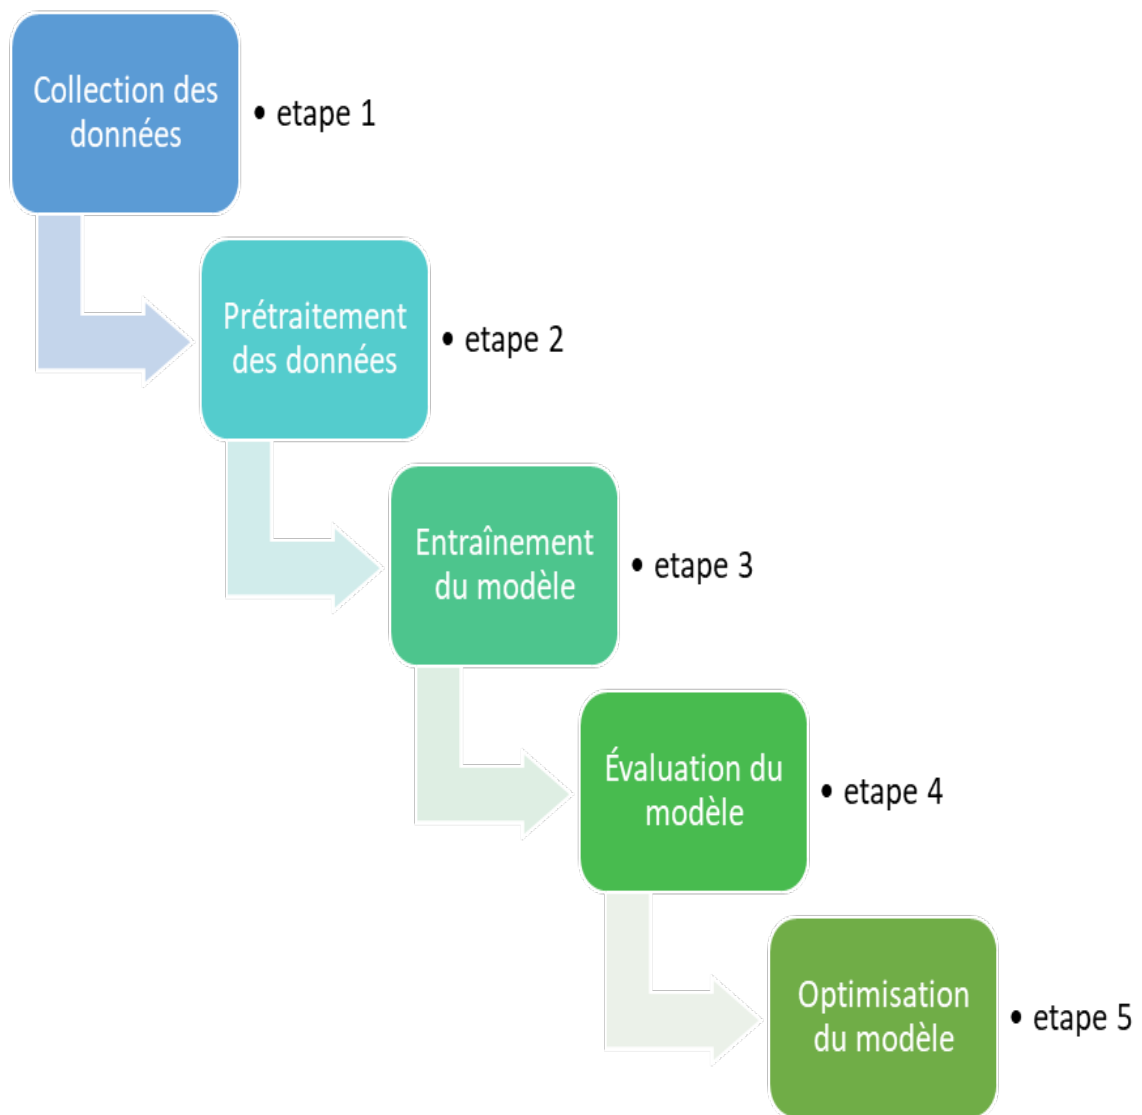 Collection des
données
• etape 1
Prétraitement
des données
• etape 2
Entraînement
du modèle
• etape 3
Évaluation du
modèle
• etape 4
Optimisation
du modèle
• etape 5